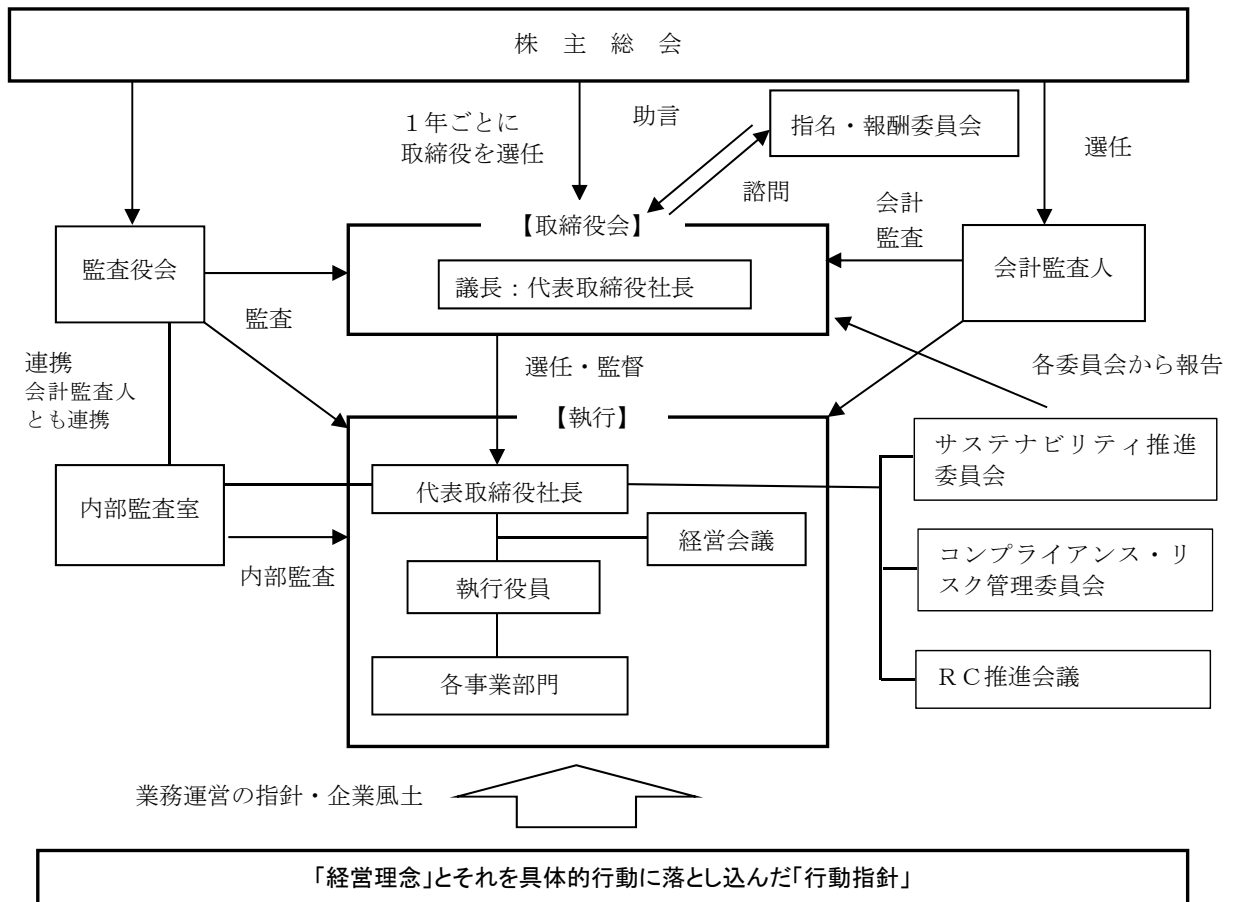 株 主 総 会
１年ごとに
取締役を選任
助言
指名・報酬委員会
選任
諮問
会計
監査
【取締役会】
監査役会
議長：代表取締役社長
会計監査人
監査
選任・監督
連携
会計監査人
とも連携
各委員会から報告
【執行】
サステナビリティ推進
委員会
内部監査室
代表取締役社長
経営会議
コンプライアンス・リ
スク管理委員会
内部監査
執行役員
各事業部門
ＲＣ推進会議
業務運営の指針・企業風土
「経営理念」とそれを具体的行動に落とし込んだ「行動指針」